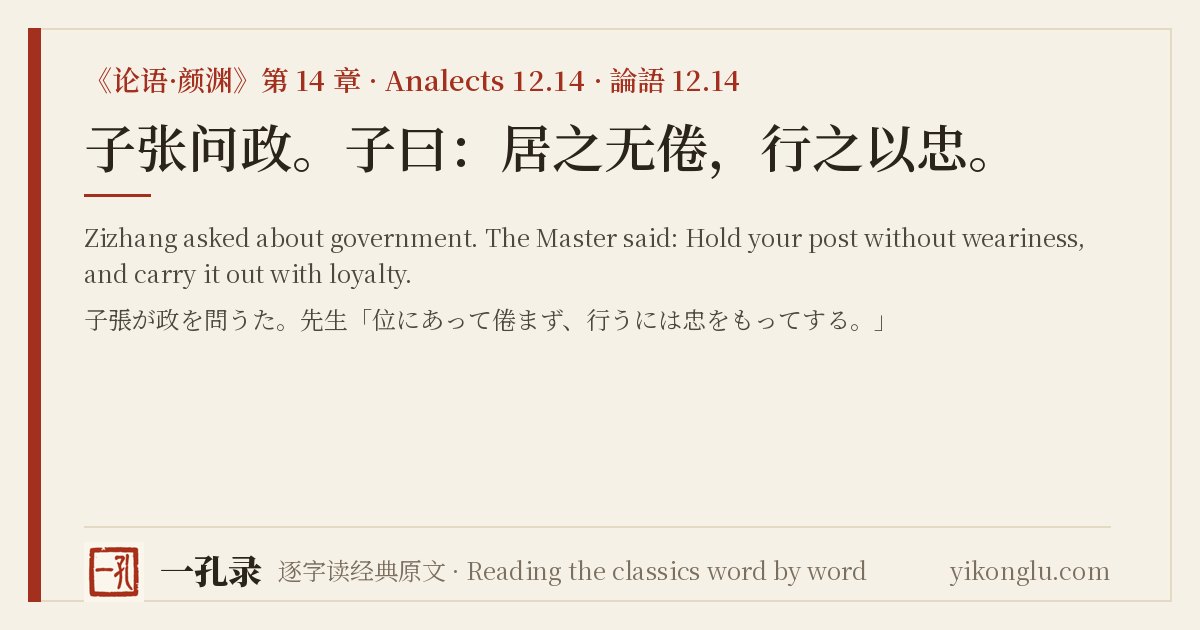 《论语·颜渊》第 14 章 · Analects 12.14 · 論語 12.14
子张问政。子曰：居之无倦，行之以忠。
Zizhang asked about government. The Master said: Hold your post without weariness,
and carry it out with loyalty.
子張が政を問うた。先生「位にあって倦まず、行うには忠をもってする。」
一孔
一孔录 逐字读经典原文 · Reading the classics word by word yikonglu.com